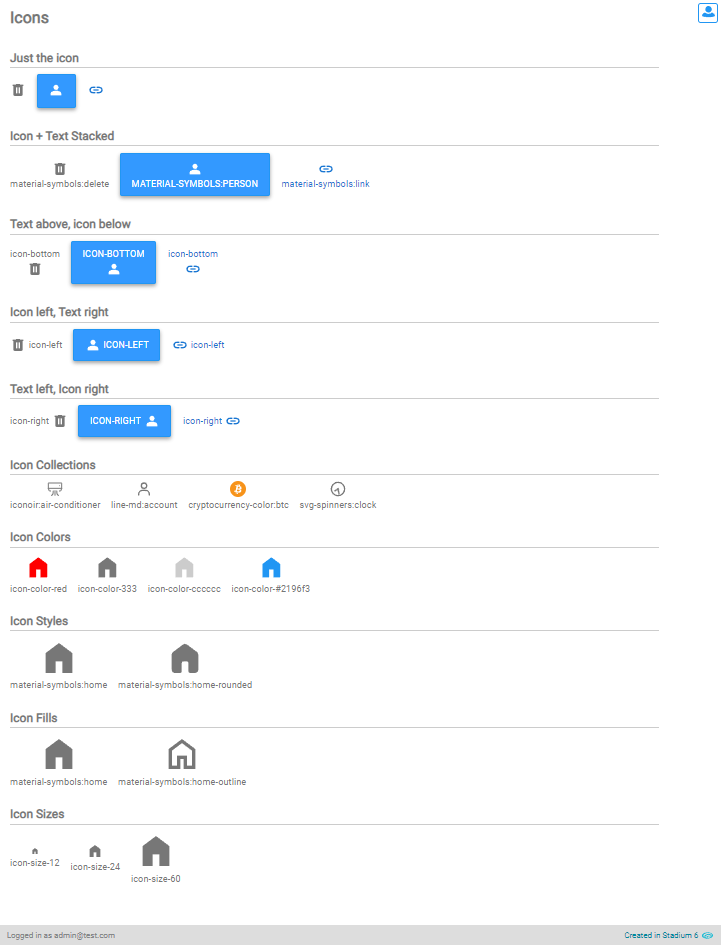 Icons
Just the icon
Icon + Text Stacked
material-symbols:delete MATERIAL-SYMBOLS:PERSON material-symbols:link
Text above, icon below
icon-bottom ICON-BOTTOM icon-bottom
Icon left, Text right
icon-left ICON-LEFT icon-left
Text left, Icon right
icon-right ICON-RIGHT icon-right
Icon Collections
iconoir:air-conditioner line-md:account cryptocurrency-color:btc svg-spinners:clock
Icon Colors
icon-color-red icon-color-333 icon-color-cccccc icon-color-#2196f3
Icon Styles
material-symbols:home material-symbols:home-rounded
Icon Fills
material-symbols:home material-symbols:home-outline
Icon Sizes
icon-size-12 icon-size-24 icon-size-60
Logged in as admin@test.com Created in Stadium 6